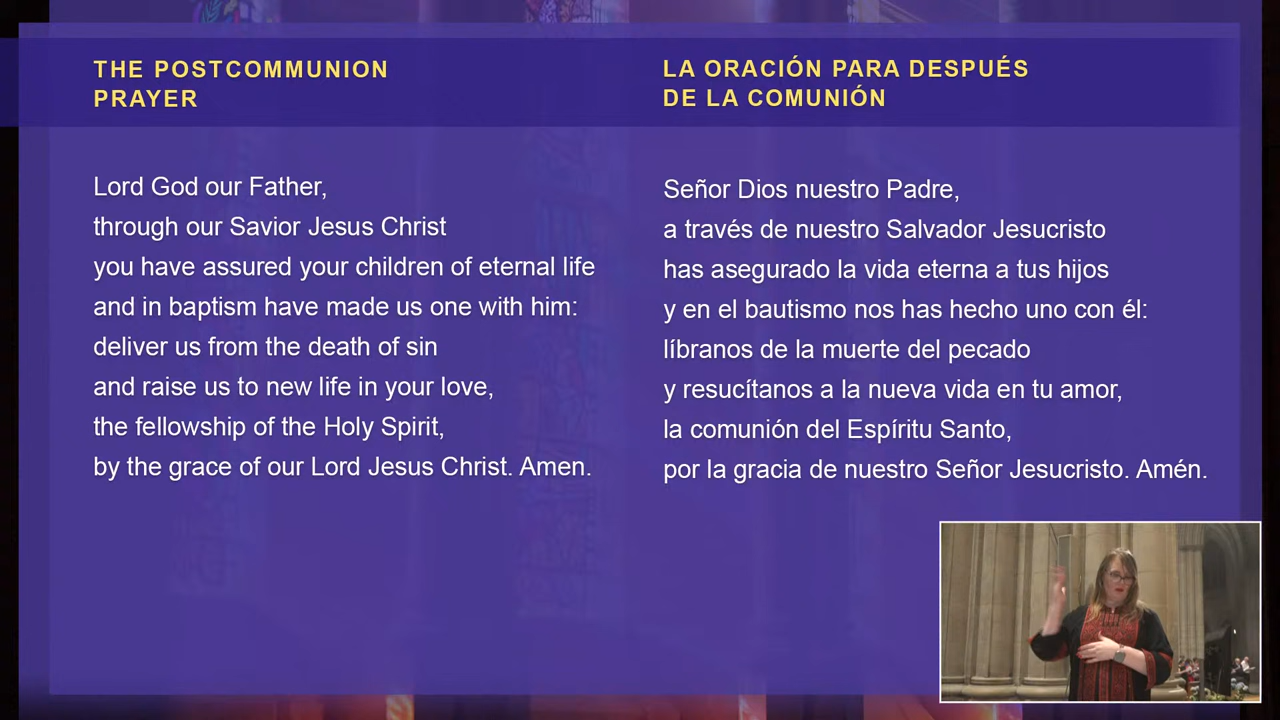 THE POSTCOMMUNION
PRAYER
Lord God our Father,
through our Savior Jesus Christ
you have assured your children of eternal life
and in baptism have made us one with him:
deliver us from the death of sin
and raise us to new life in your love,
the fellowship of the Holy Spirit,
by the grace of our Lord Jesus Christ. Amen.
LA ORACIÓN PARA DESPUÉS
DE LA COMUNIÓN
Señor Dios nuestro Padre,
a través de nuestro Salvador Jesucristo
has asegurado la vida eterna a tus hijos
y en el bautismo nos has hecho uno con él:
líbranos de la muerte del pecado
y resucítanos a la nueva vida en tu amor,
la comunión del Espíritu Santo,
por la gracia de nuestro Señor Jesucristo. Amén.